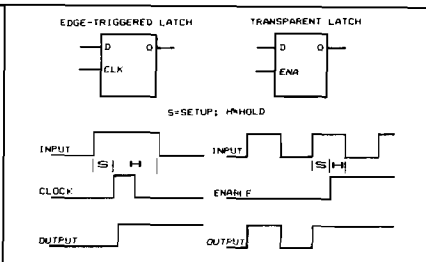 EDGE-TRIGGERED LATCH
TRANSPARENT LATCH
D O
CLK
D O
ENA
S=SETUP; H=HOLD
INPUT
S H
CLOCK
OUTPUT
INPUT
S H
ENABLE
OUTPUT